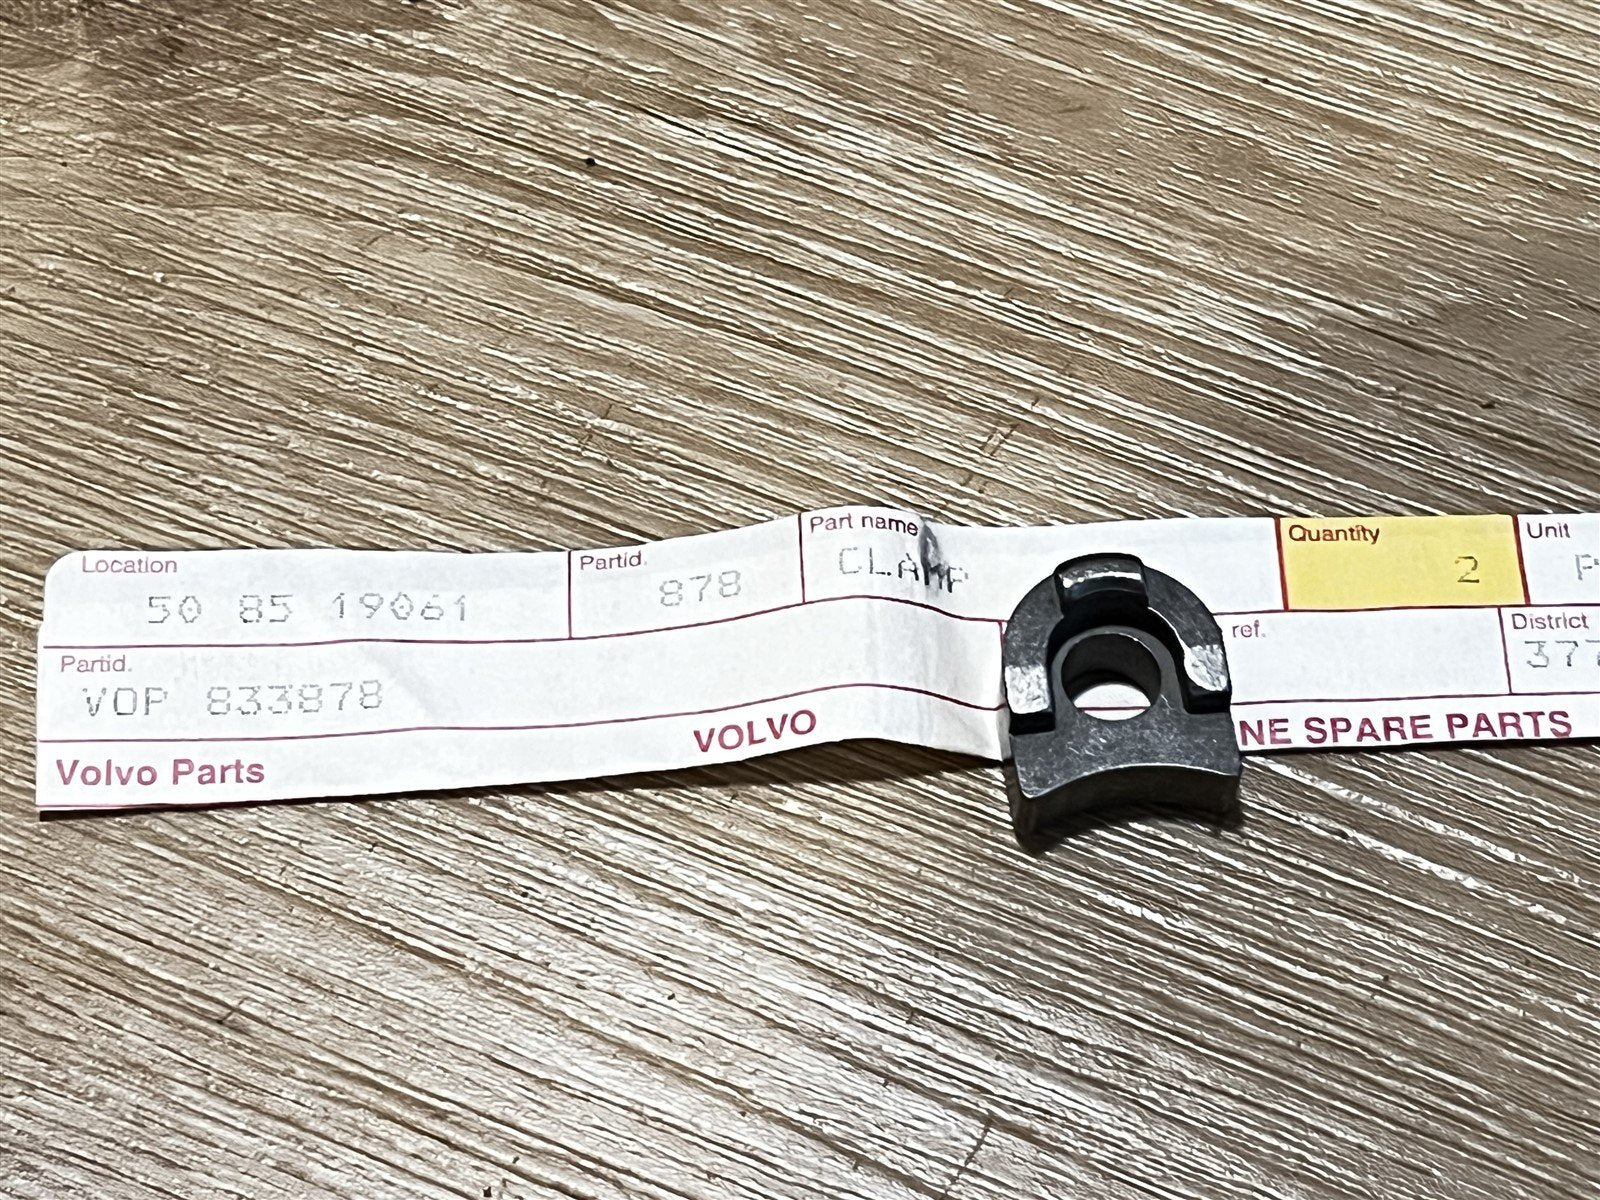 Location Partid. Part name Quantity Unit
50 85 19061 878 CLAMP 2
Partid. ref. District
VOP 833878 377
VOLVO NE SPARE PARTS
Volvo Parts